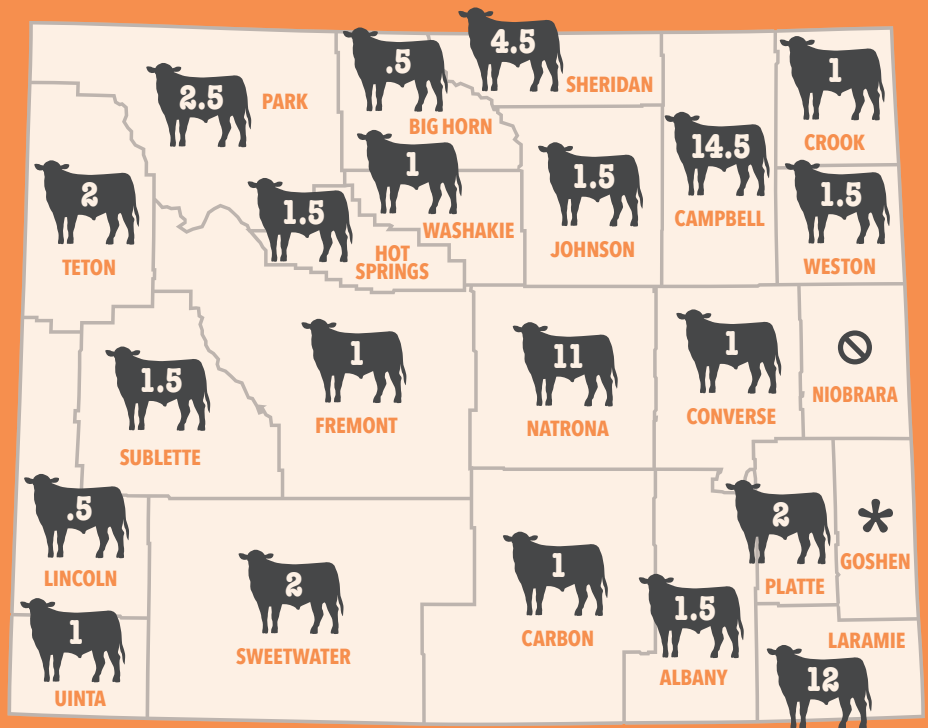 4.5
SHERIDAN
.5
BIG HORN
2.5
PARK
1
CROOK
14.5
CAMPBELL
1
WASHAKIE
1.5
JOHNSON
1.5
WESTON
2
TETON
1.5
HOT
SPRINGS
1
FREMONT
11
NATRONA
1
CONVERSE
NIOBRARA
1.5
SUBLETTE
.5
LINCOLN
2
PLATTE
*
GOSHEN
2
SWEETWATER
1
CARBON
1.5
ALBANY
LARAMIE
12
1
UINTA